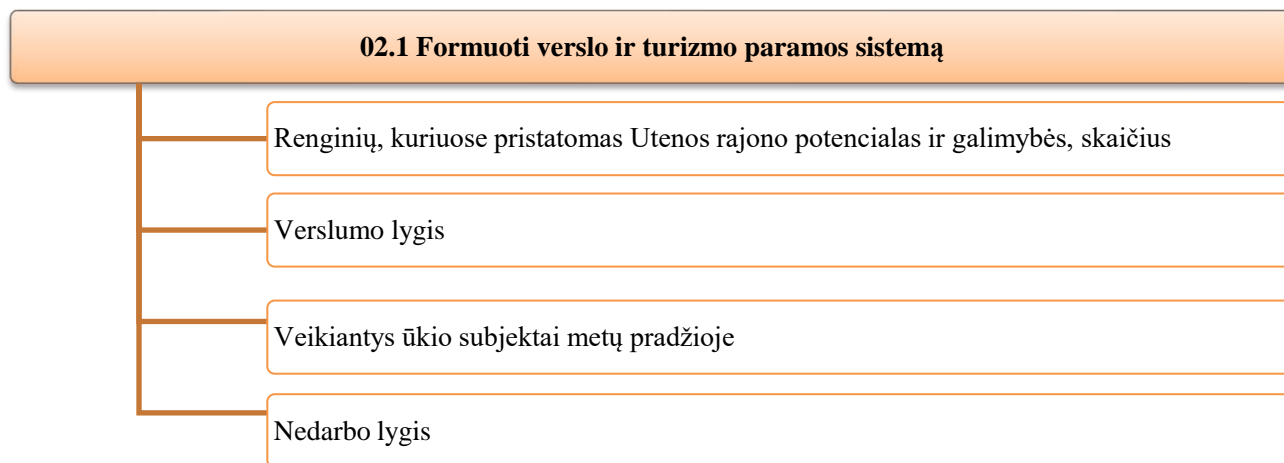 02.1 Formuoti verslo ir turizmo paramos sistemą
Renginių, kuriuose pristatomas Utenos rajono potencialas ir galimybės, skaičius
Verslumo lygis
Veikiantys ūkio subjektai metų pradžioje
Nedarbo lygis